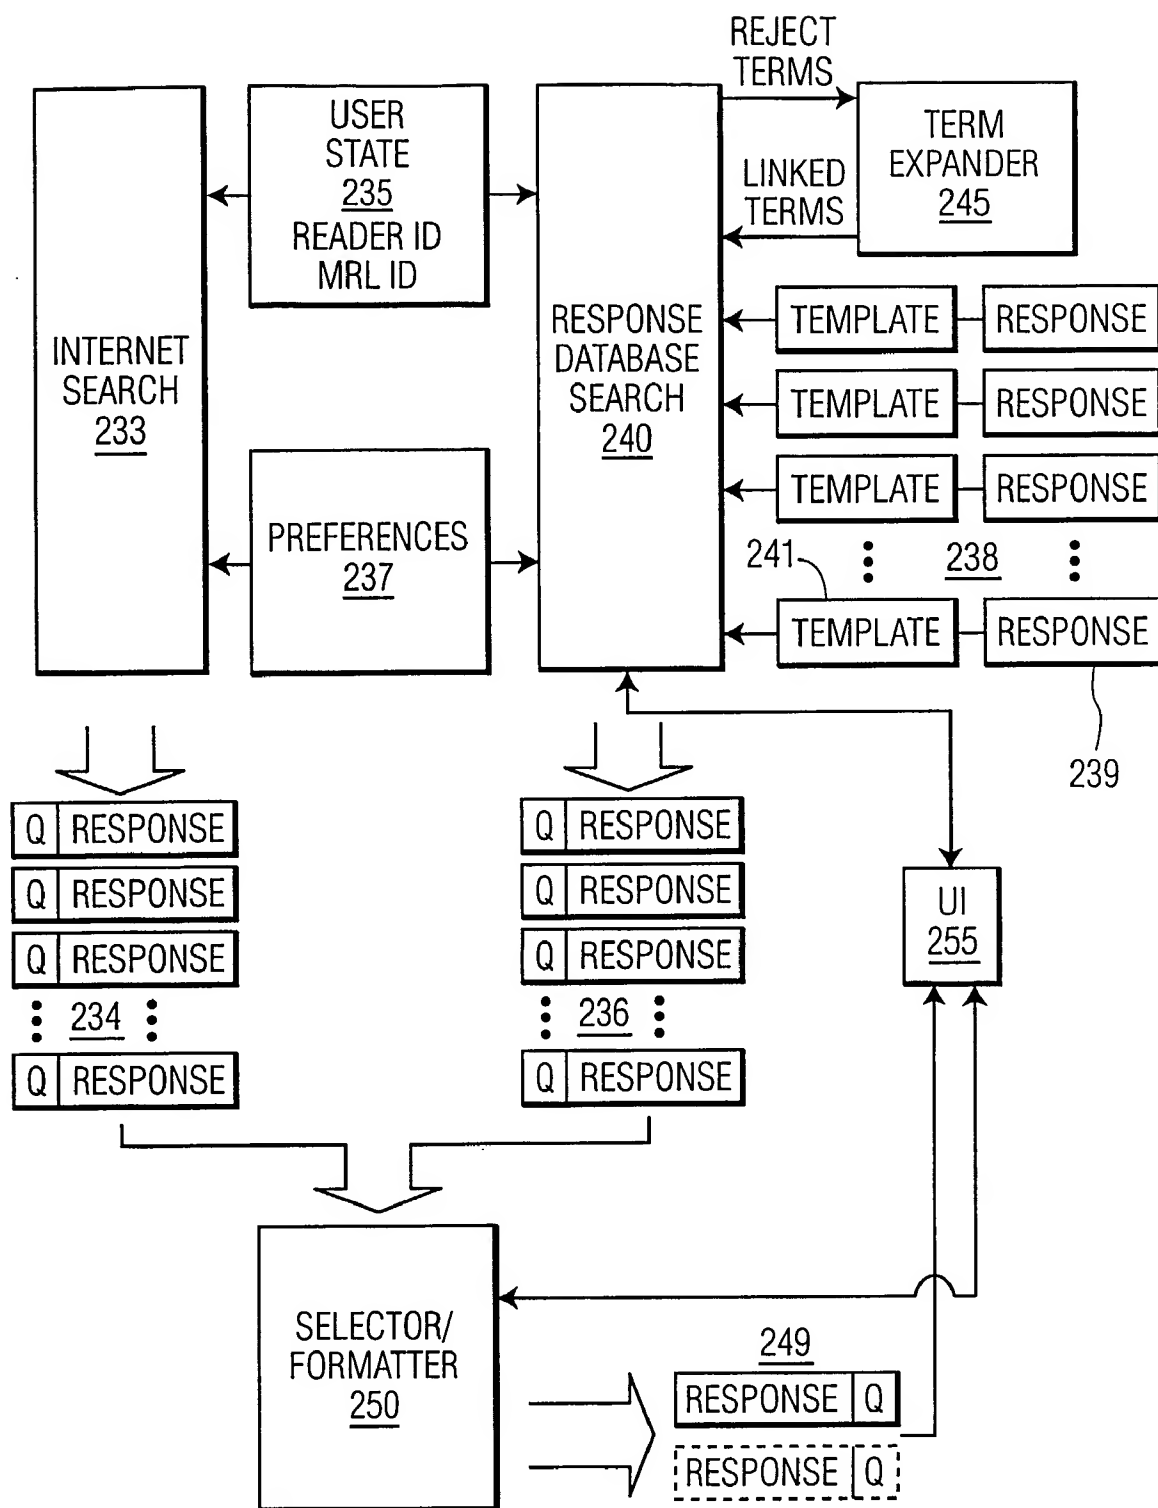 REJECT
TERMS
USER
STATE
235
READER ID
MRL ID
TERM
EXPANDER
245
LINKED
TERMS
INTERNET
SEARCH
233
RESPONSE
DATABASE
SEARCH
240
TEMPLATE
RESPONSE
TEMPLATE
RESPONSE
TEMPLATE
RESPONSE
PREFERENCES
237
241
238
TEMPLATE
RESPONSE
239
Q RESPONSE
Q RESPONSE
Q RESPONSE
234
Q RESPONSE
Q RESPONSE
Q RESPONSE
Q RESPONSE
236
Q RESPONSE
UI
255
SELECTOR/
FORMATTER
250
249
RESPONSE Q
RESPONSE Q